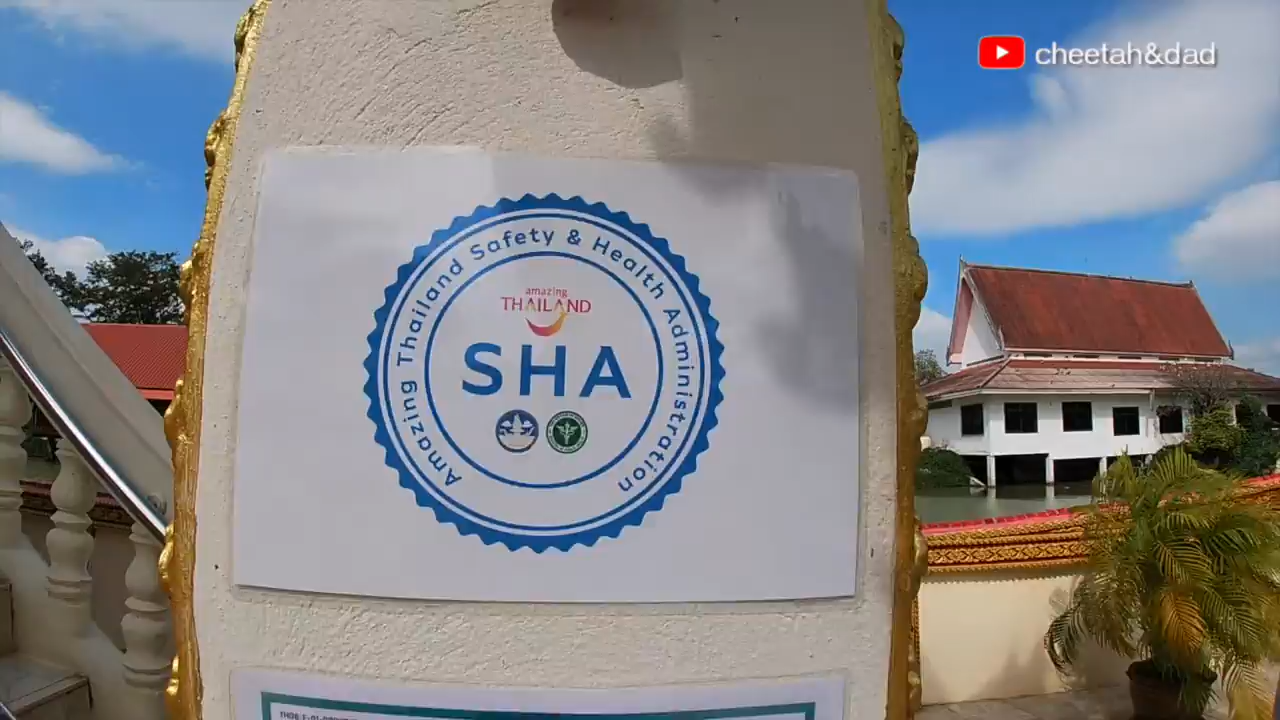 cheetah&dad
Amazing Thailand Safety & Health Administration
amazing
THAILAND
SHA